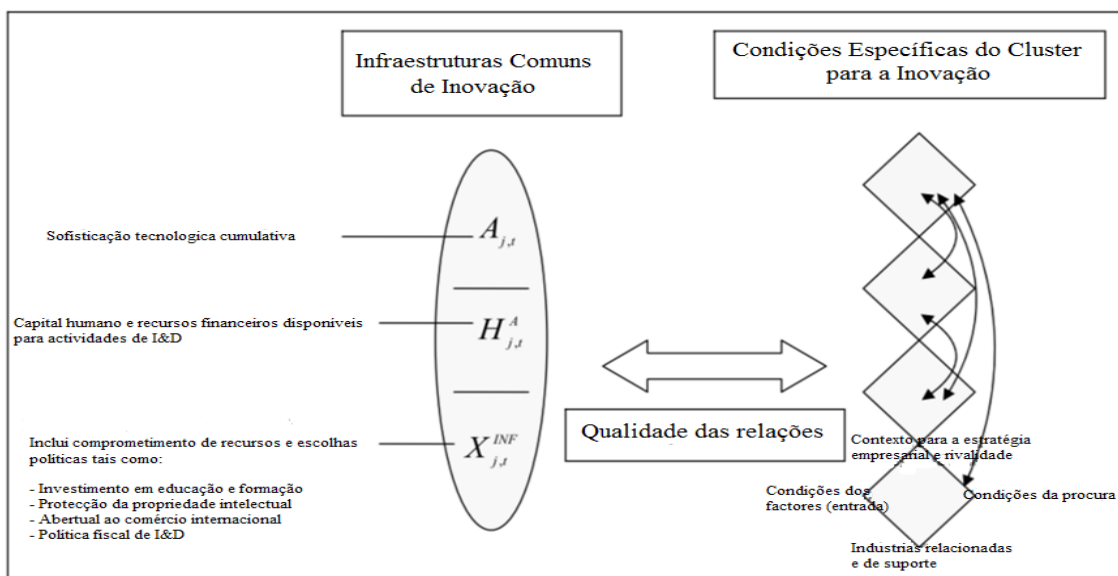 Infraestruturas Comuns
de Inovação
Condições Específicas do Cluster
para a Inovação
Sofisticação tecnologica cumulativa
A j,t
Capital humano e recursos financeiros disponíveis
para actividades de I&D
H A j,t
Inclui comprometimento de recursos e escolhas
politicas tais como:
- Investimento em educação e formação
- Protecção da propriedade intelectual
- Abertual ao comércio internacional
- Politica fiscal de I&D
X INF j,t
Qualidade das relações
Contexto para a estratégia
empresarial e rivalidade
Condições dos
factores (entrada)
Condições da procura
Industrias relacionadas
e de suporte